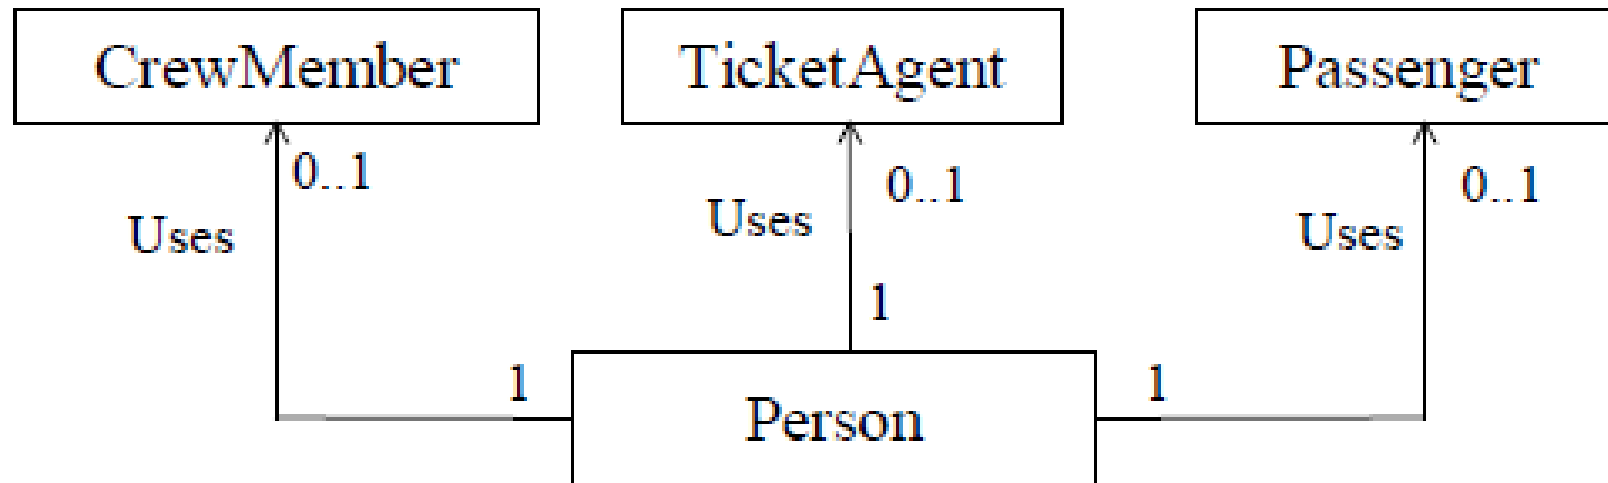 CrewMember
TicketAgent
Passenger
0..1
0..1
0..1
Uses
Uses
Uses
1
1
1
Person